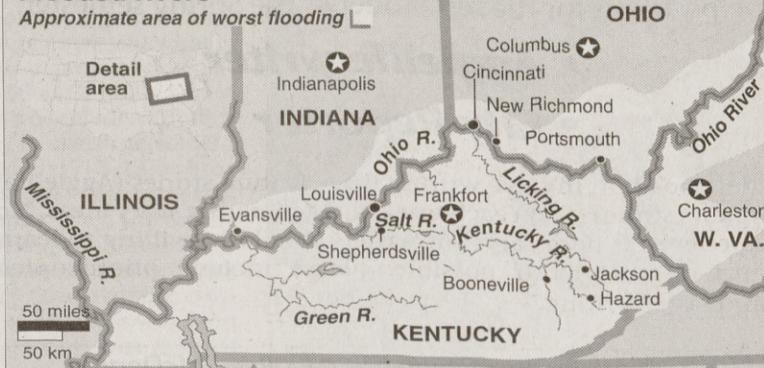 Approximate area of worst flooding
OHIO
Columbus
Detail
area
Indianapolis
Cincinnati
INDIANA
New Richmond
Portsmouth
Ohio River
Ohio R.
Mississippi R.
ILLINOIS
Louisville
Frankfort
Licking R.
Evansville
Salt R.
Charleston
Kentucky R.
W. VA.
Shepherdsville
Jackson
Booneville
Hazard
50 miles
Green R.
KENTUCKY
50 km